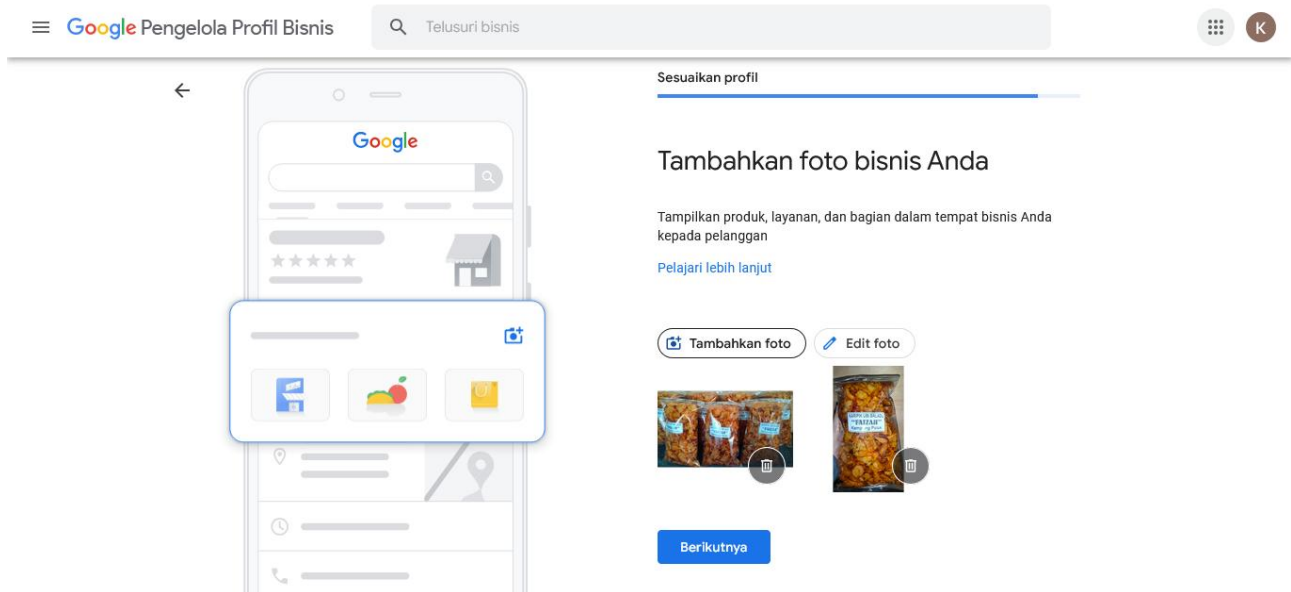 Google Pengelola Profil Bisnis
Telusuri bisnis
K
Google
Sesuaikan profil
Tambahkan foto bisnis Anda
Tampilkan produk, layanan, dan bagian dalam tempat bisnis Anda
kepada pelanggan
Pelajari lebih lanjut
Tambahkan foto
Edit foto
"FAIZAH"
Berikutnya